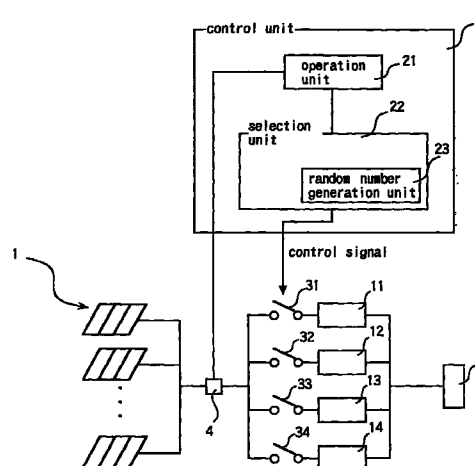 control unit
operation
unit
21
22
selection
unit
23
random number
generation unit
control signal
1
31
11
32
12
33
13
4
34
14